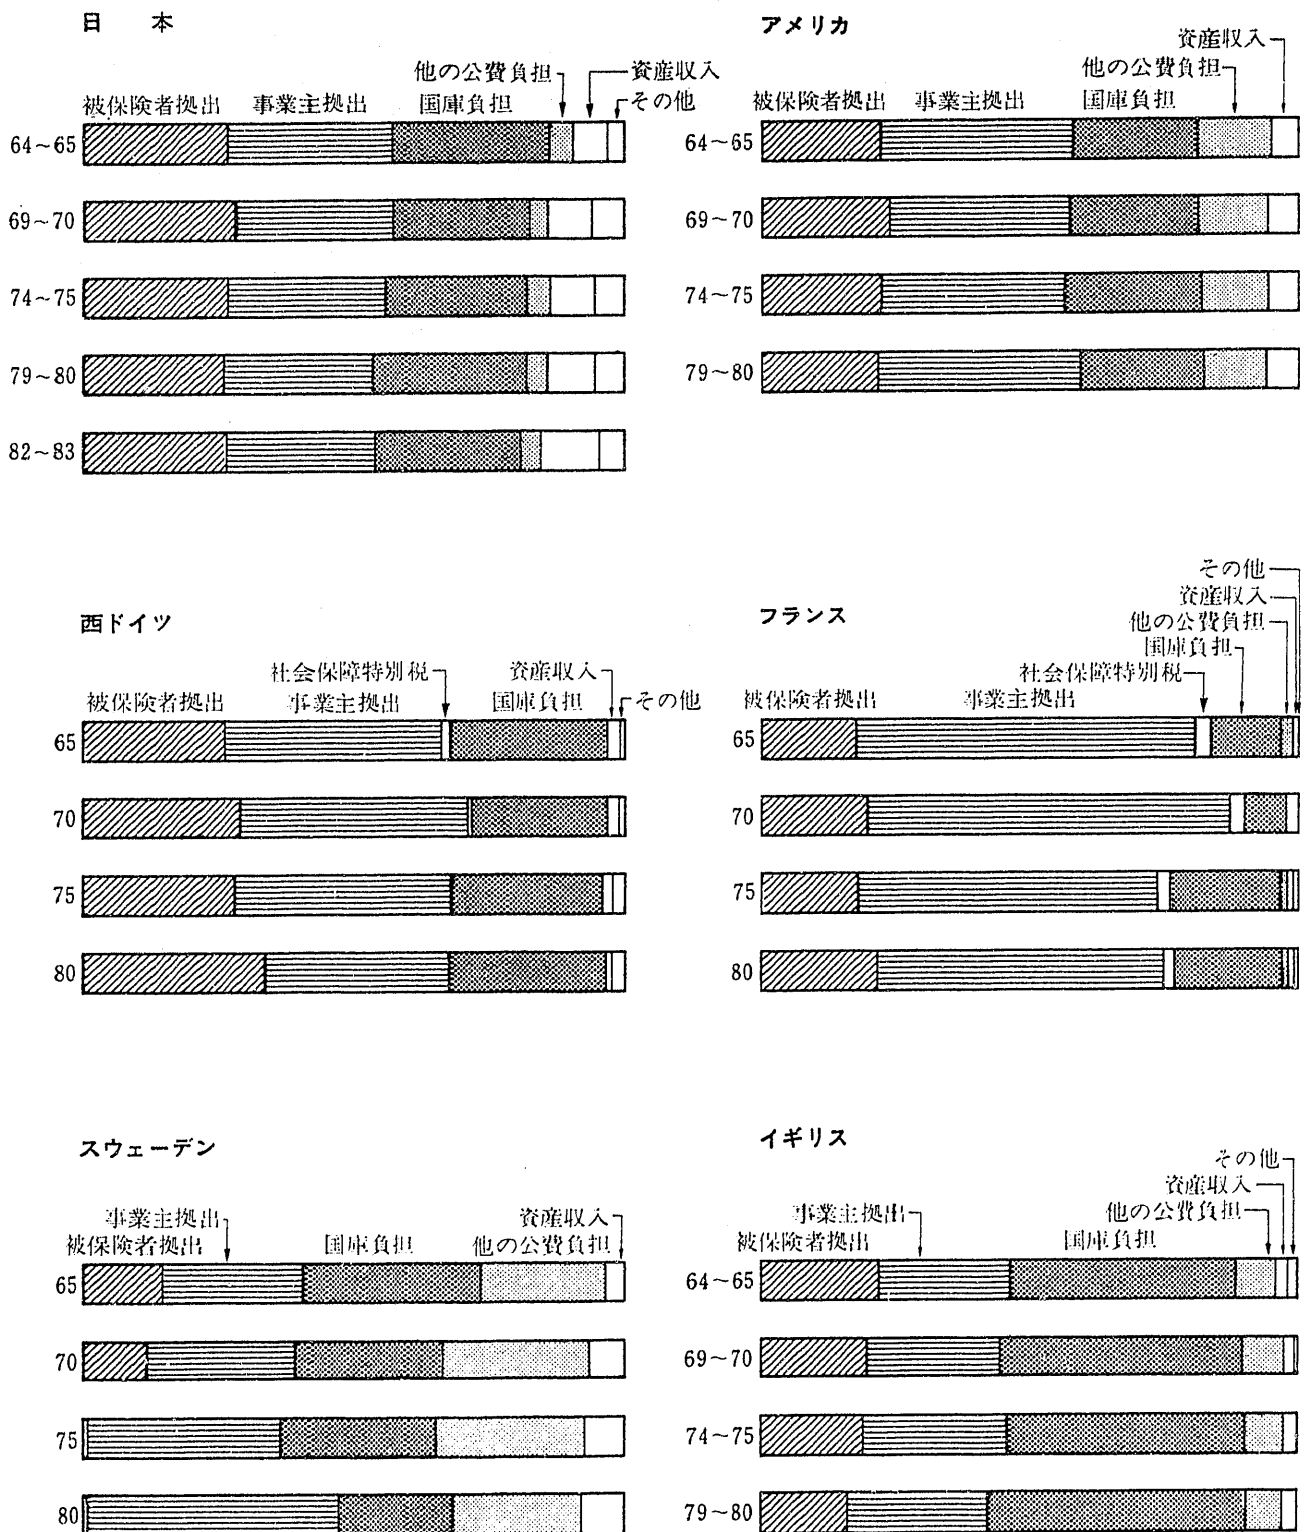 日 本
他の公費負担
資産収入
被保険者拠出 事業主拠出 国庫負担 その他
64～65
69～70
74～75
79～80
82～83
アメリカ
資産収入
他の公費負担
被保険者拠出 事業主拠出 国庫負担
64～65
69～70
74～75
79～80
西ドイツ
社会保障特別税 資産収入
被保険者拠出 事業主拠出 国庫負担 その他
65
70
75
80
フランス
その他
資産収入
他の公費負担
国庫負担
社会保障特別税
被保険者拠出 事業主拠出
65
70
75
80
スウェーデン
事業主拠出 資産収入
被保険者拠出 国庫負担 他の公費負担
65
70
75
80
イギリス
その他
資産収入
事業主拠出 他の公費負担
被保険者拠出 国庫負担
64～65
69～70
74～75
79～80